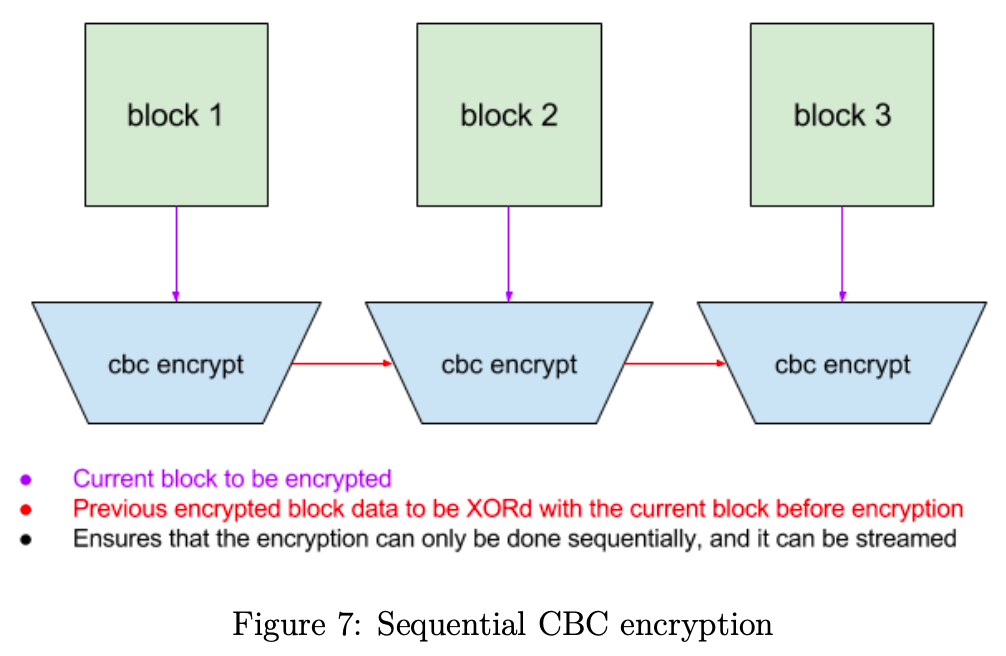 block 1
block 2
block 3
cbc encrypt
cbc encrypt
cbc encrypt
● Current block to be encrypted
● Previous encrypted block data to be XORd with the current block before encryption
● Ensures that the encryption can only be done sequentially, and it can be streamed
Figure 7: Sequential CBC encryption